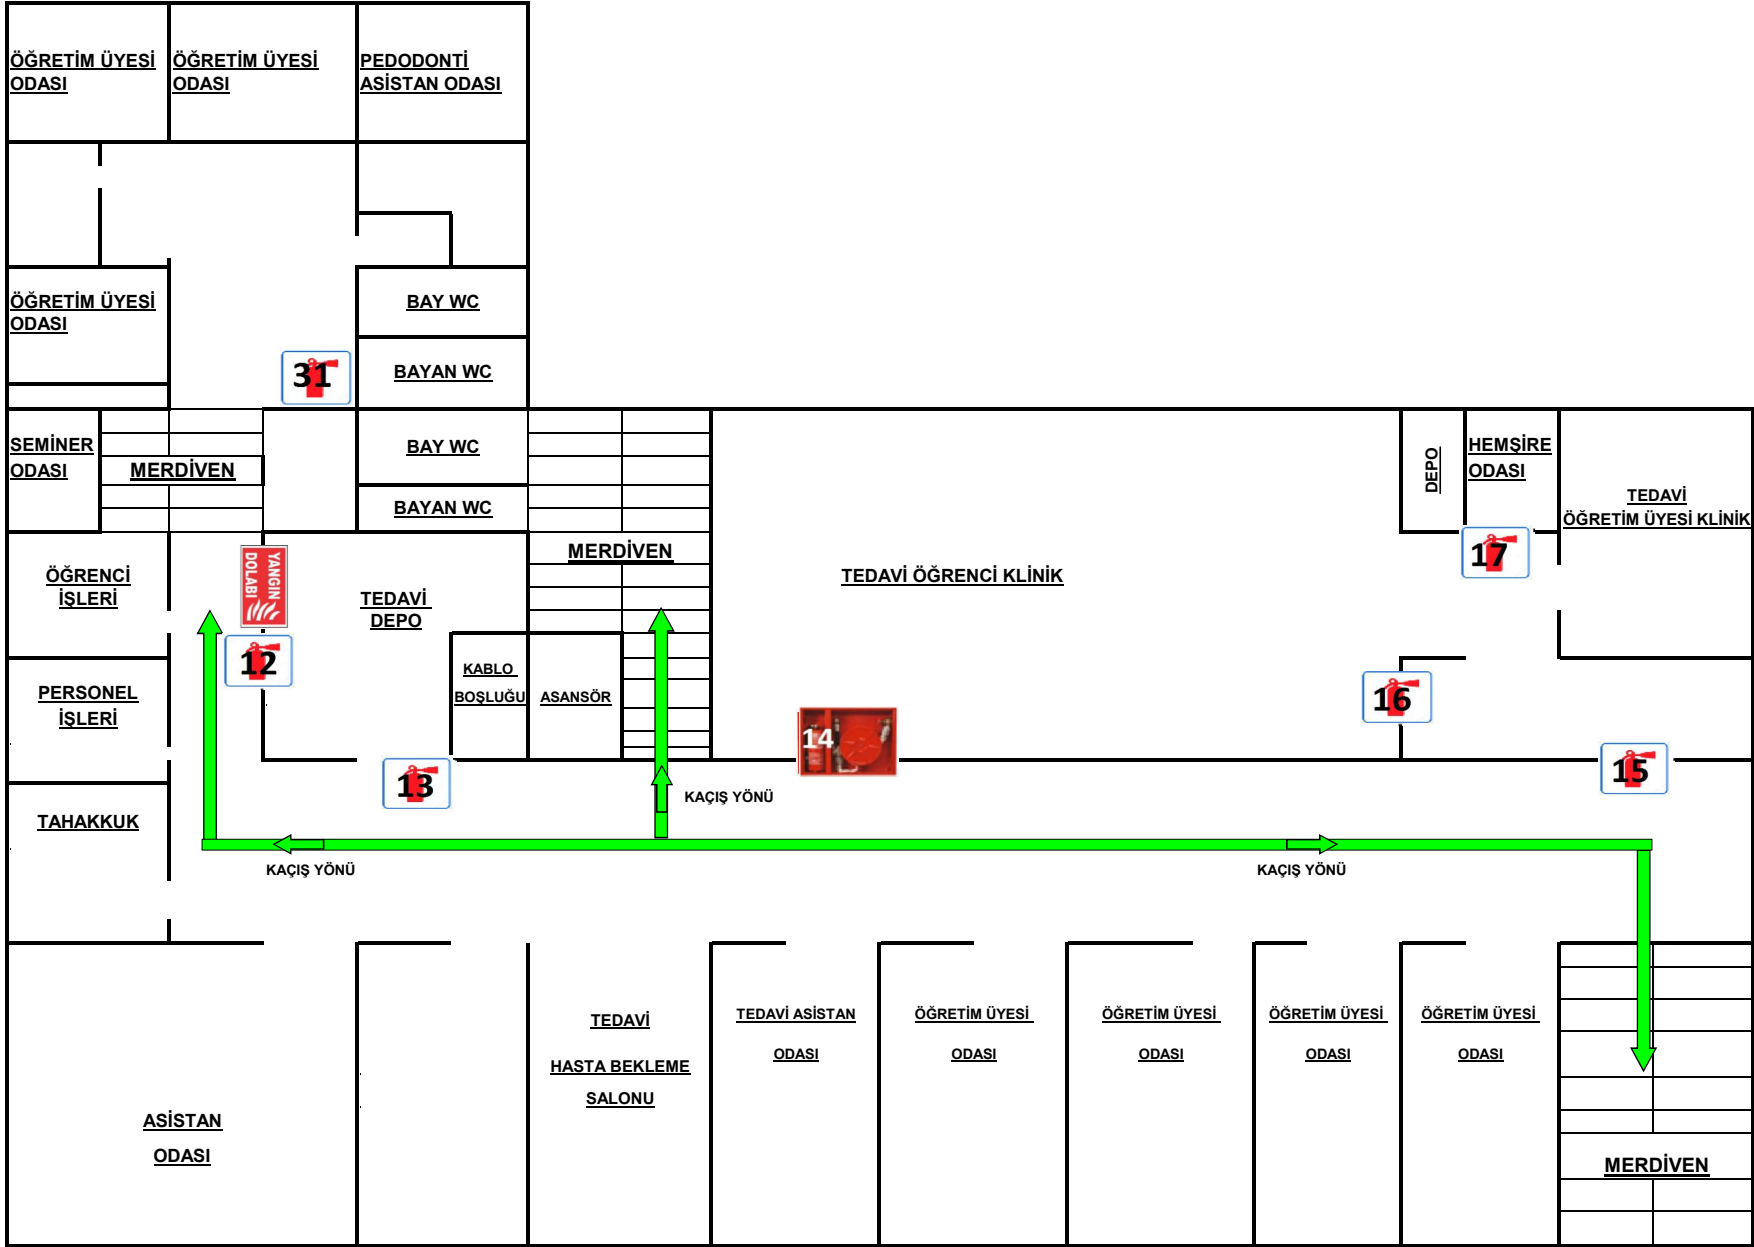 ÖĞRETİM ÜYESİ
ODASI
ÖĞRETİM ÜYESİ
ODASI
PEDODONTİ
ASİSTAN ODASI
ÖĞRETİM ÜYESİ
ODASI
BAY WC
31
BAYAN WC
SEMİNER
ODASI
MERDİVEN
BAY WC
BAYAN WC
DEPO
HEMŞİRE
ODASI
TEDAVİ
ÖĞRETİM ÜYESİ KLİNİK
MERDİVEN
17
ÖĞRENCİ
İŞLERİ
YANGIN
DOLABI
TEDAVİ
DEPO
TEDAVİ ÖĞRENCİ KLİNİK
12
KABLO
BOŞLUĞU
ASANSÖR
PERSONEL
İŞLERİ
16
14
13
15
KAÇIŞ YÖNÜ
TAHAKKUK
KAÇIŞ YÖNÜ
KAÇIŞ YÖNÜ
ASİSTAN
ODASI
TEDAVİ
HASTA BEKLEME
SALONU
TEDAVİ ASİSTAN
ODASI
ÖĞRETİM ÜYESİ
ODASI
ÖĞRETİM ÜYESİ
ODASI
ÖĞRETİM ÜYESİ
ODASI
ÖĞRETİM ÜYESİ
ODASI
MERDİVEN